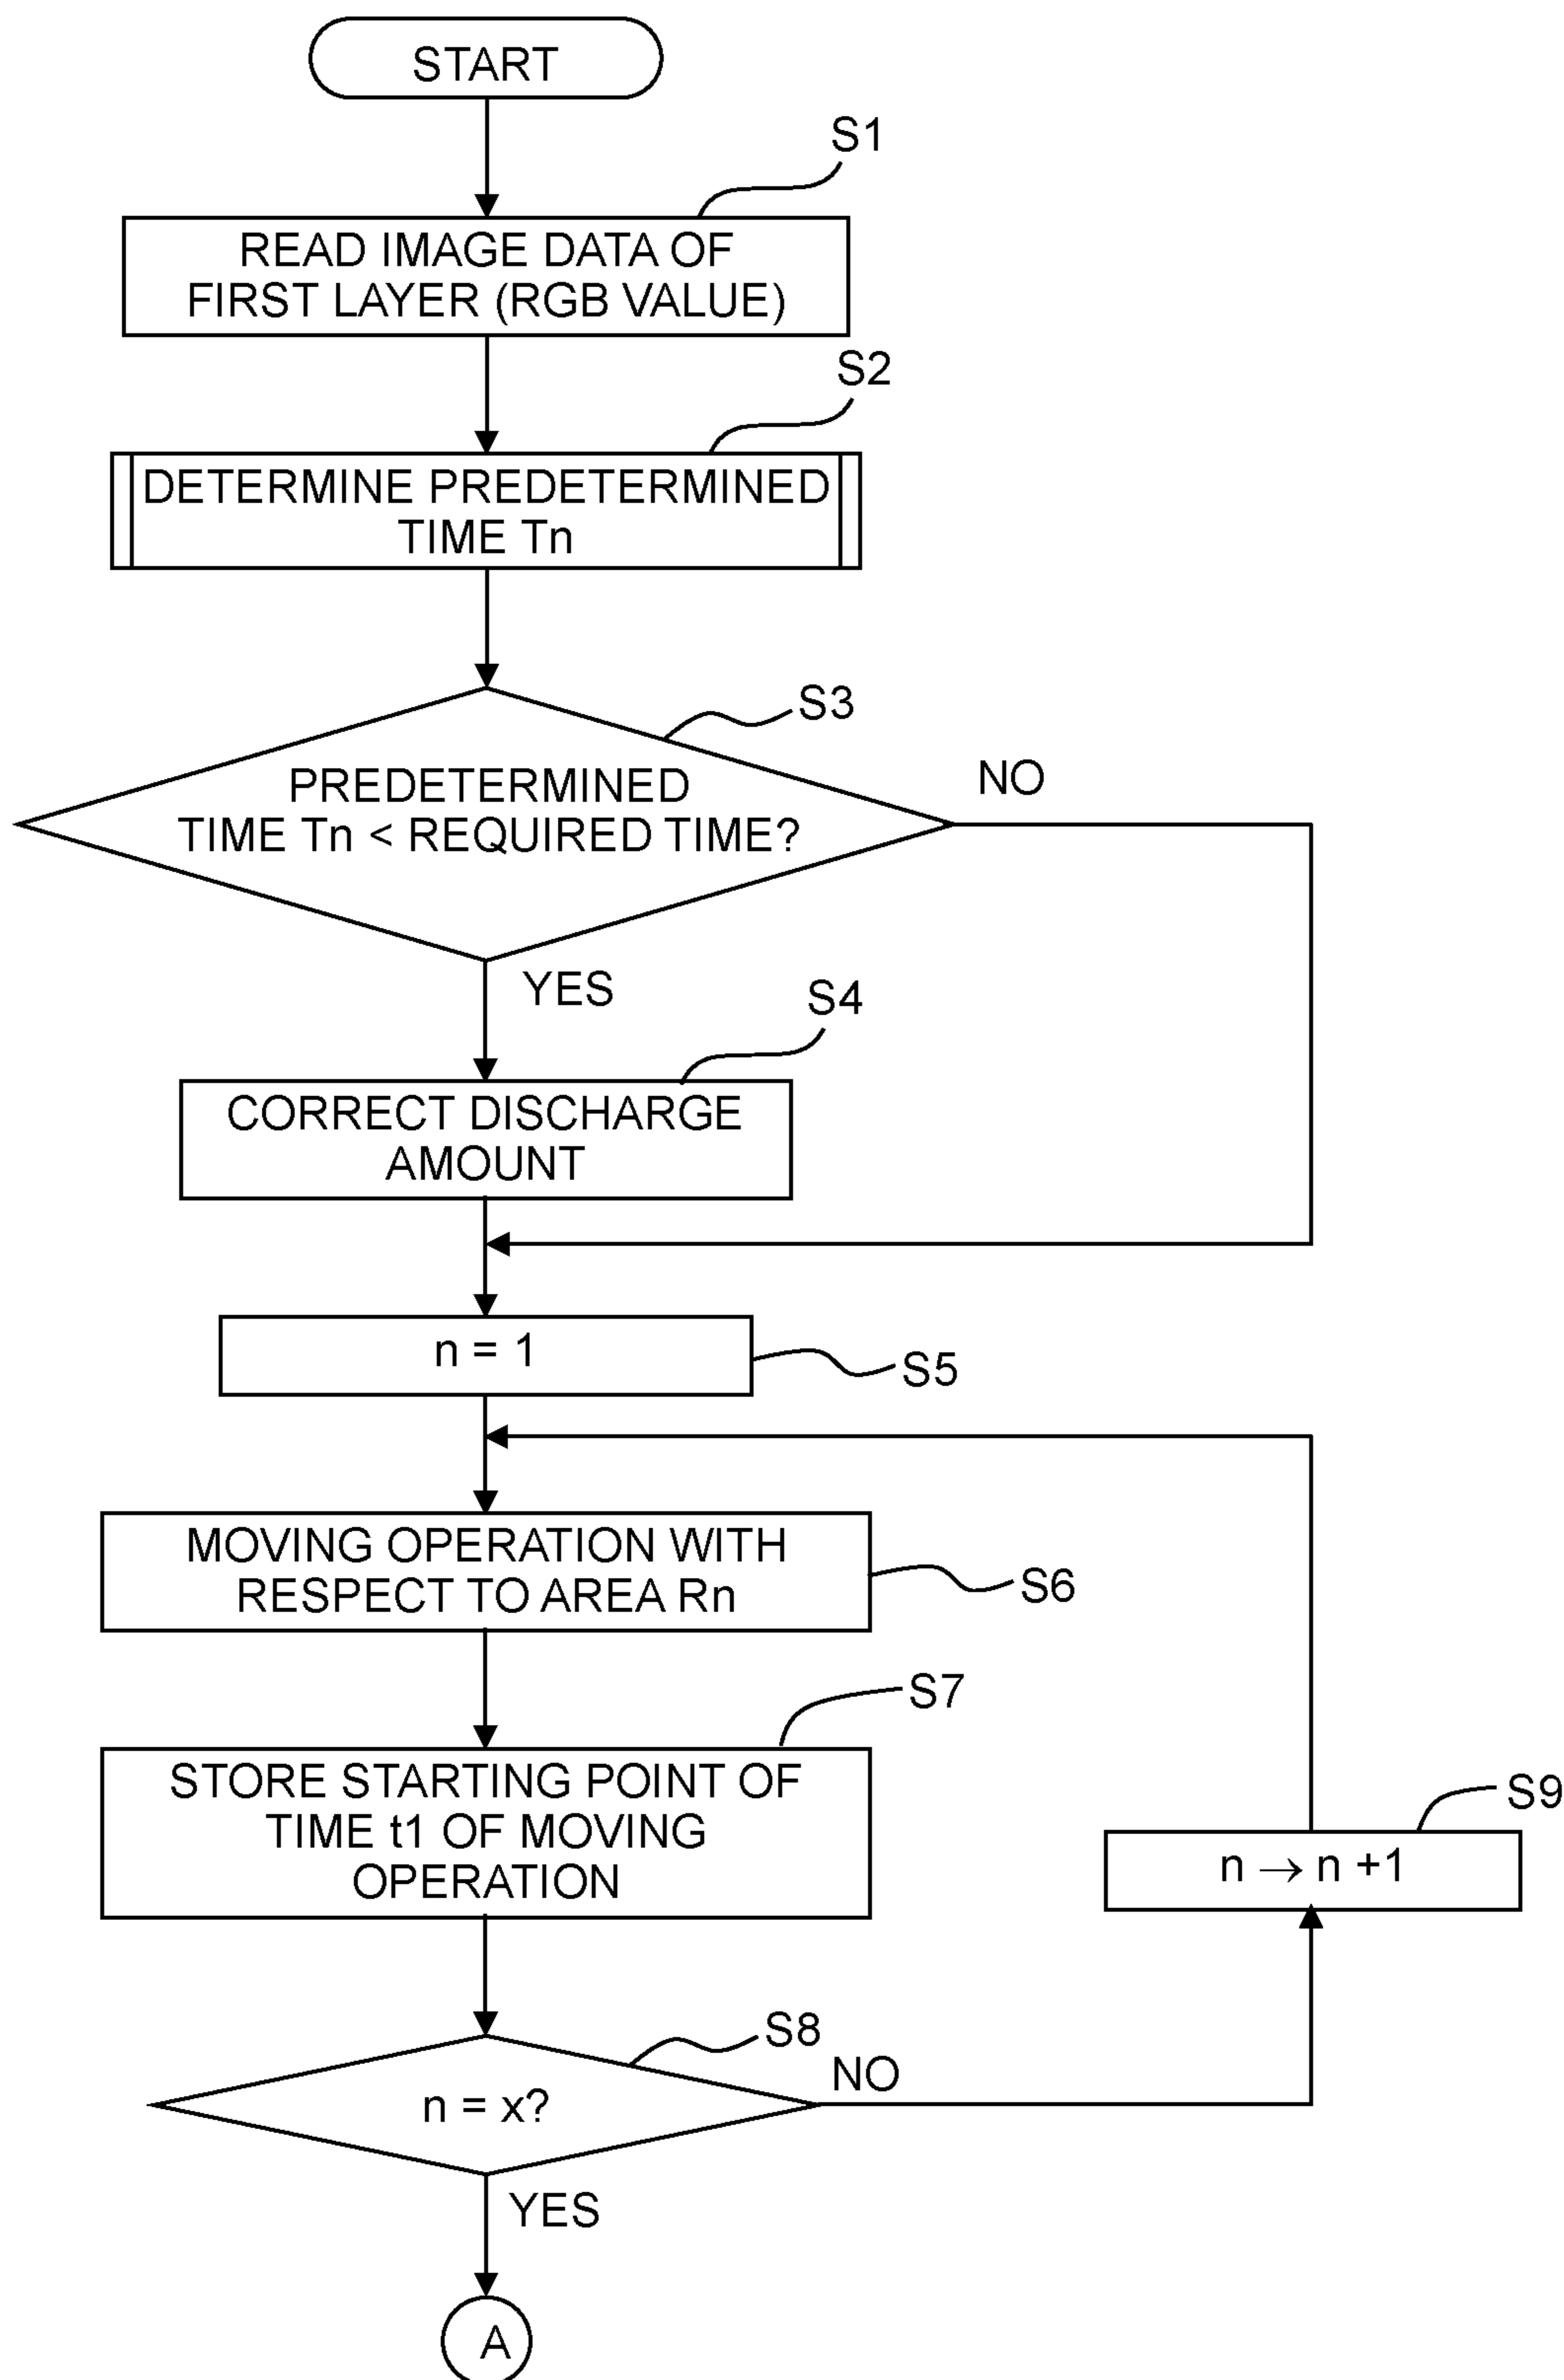 START
S1
READ IMAGE DATA OF
FIRST LAYER (RGB VALUE)
S2
DETERMINE PREDETERMINED
TIME Tn
S3
PREDETERMINED
TIME Tn < REQUIRED TIME?
NO
YES
S4
CORRECT DISCHARGE
AMOUNT
n = 1
S5
MOVING OPERATION WITH
RESPECT TO AREA Rn
S6
S7
STORE STARTING POINT OF
TIME t1 OF MOVING
OPERATION
S9
n → n +1
S8
n = x?
NO
YES
A